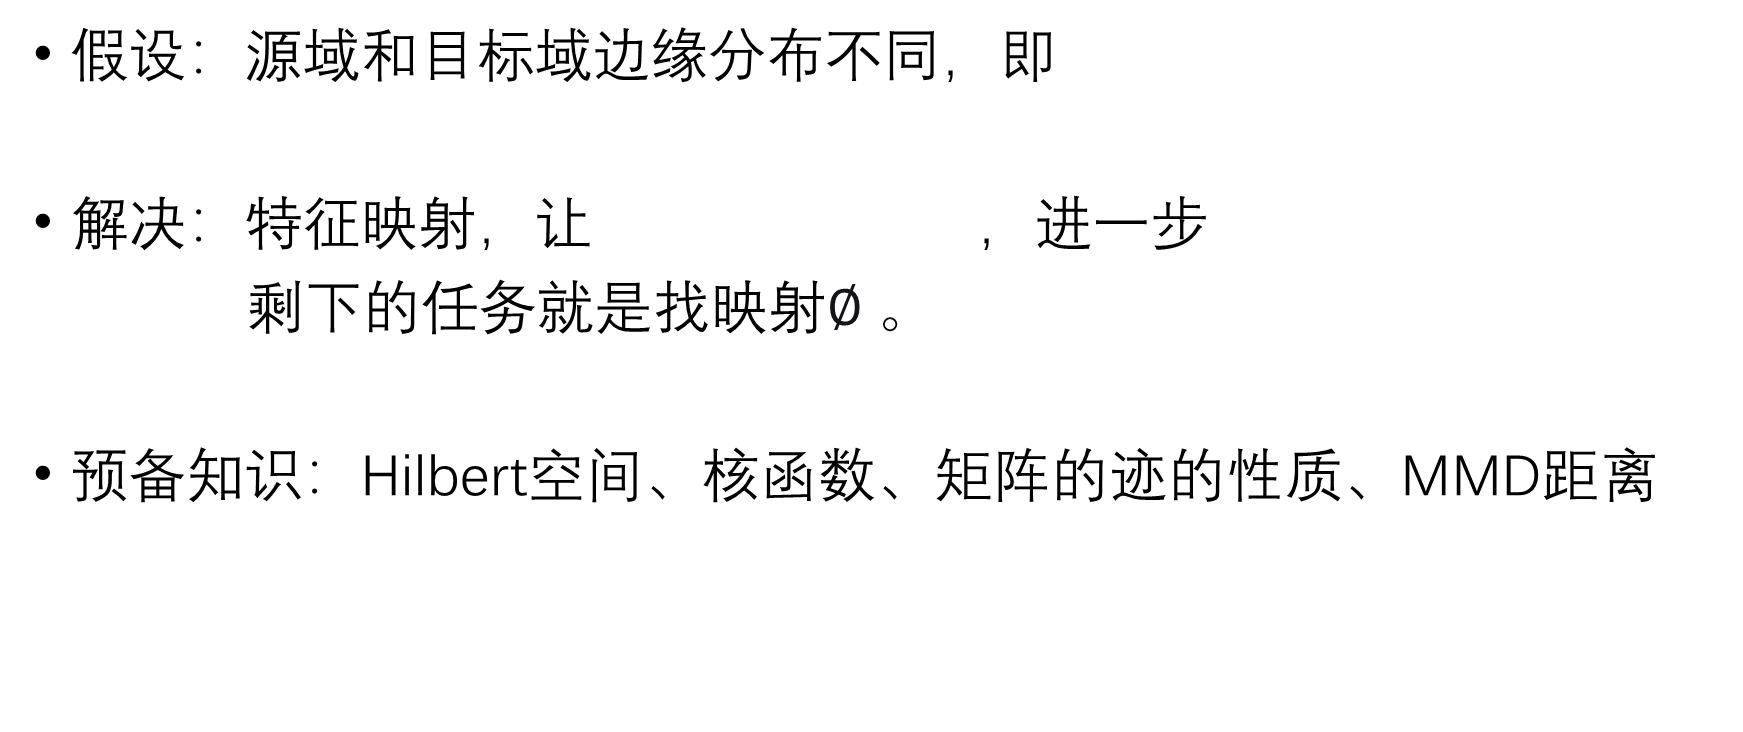 • 假设：源域和目标域边缘分布不同，即
• 解决：特征映射，让 ，进一步
剩下的任务就是找映射∅ 。
• 预备知识：Hilbert空间、核函数、矩阵的迹的性质、MMD距离